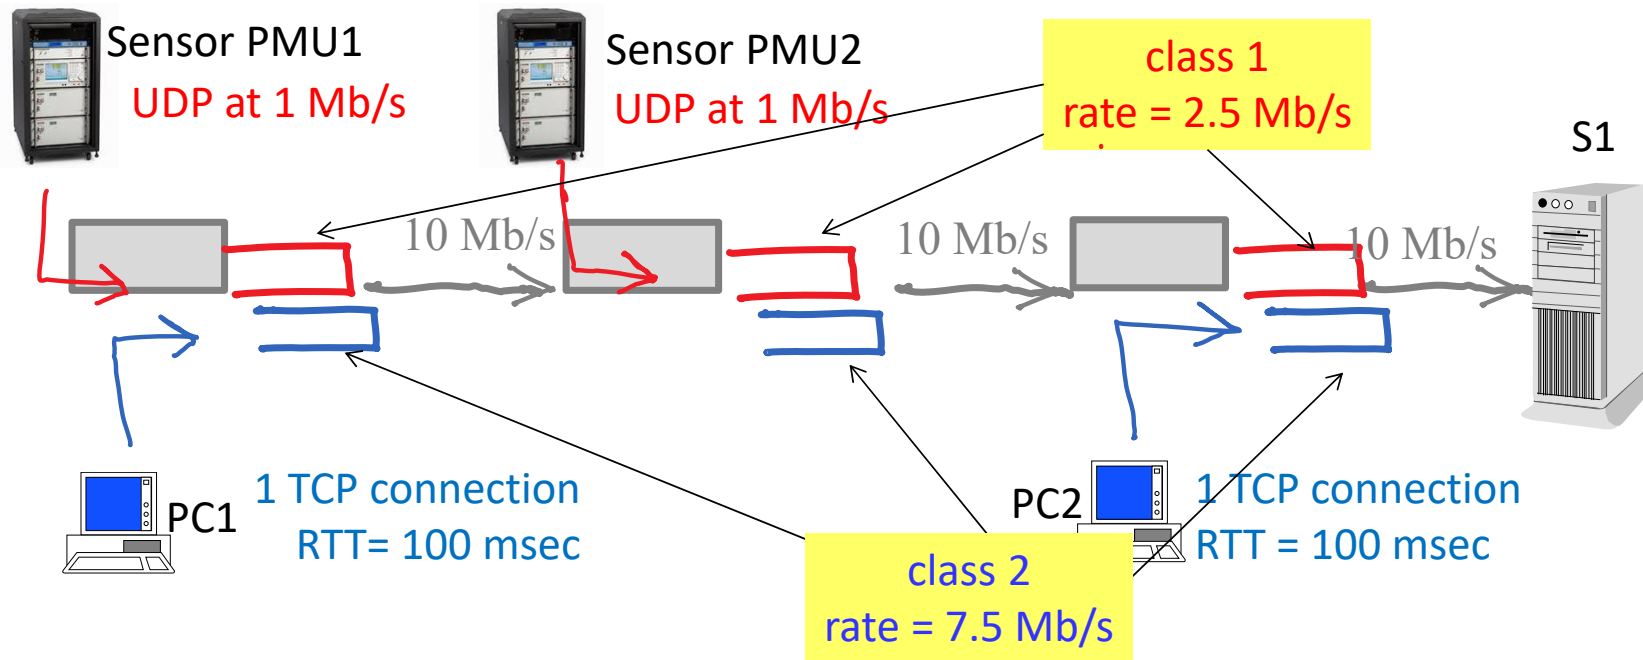 Sensor PMU1
UDP at 1 Mb/s
Sensor PMU2
UDP at 1 Mb/s
class 1
rate = 2.5 Mb/s
S1
10 Mb/s
10 Mb/s
10 Mb/s
PC1
1 TCP connection
RTT= 100 msec
PC2
1 TCP connection
RTT = 100 msec
class 2
rate = 7.5 Mb/s